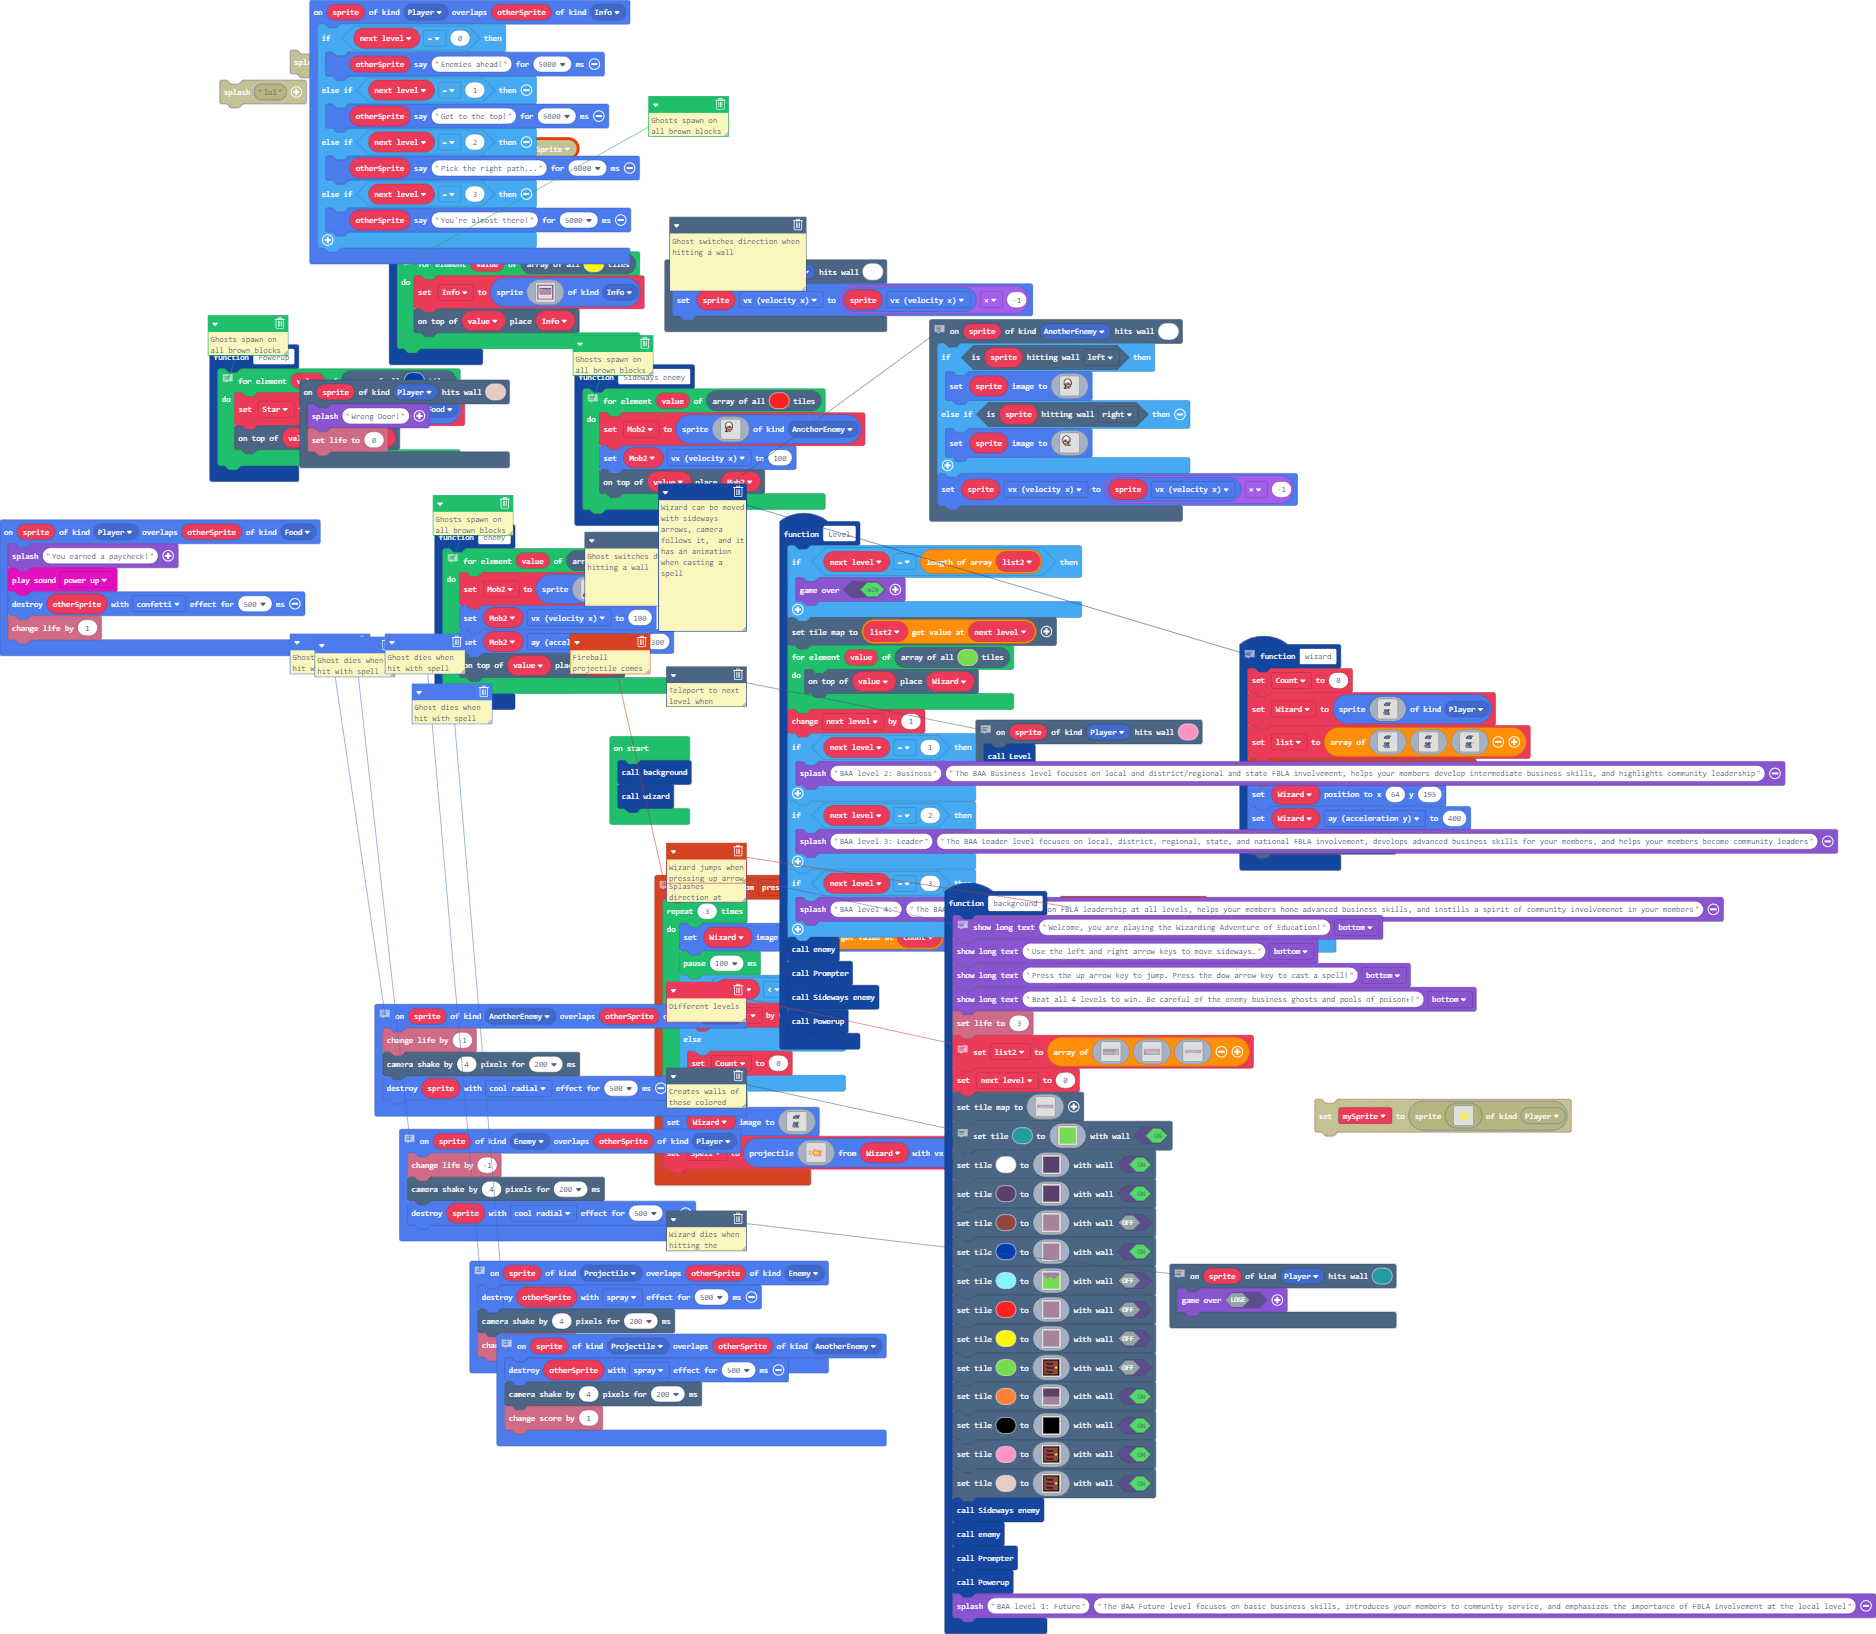 on sprite of kind Player overlaps otherSprite of kind Info
if next level = 0 then
otherSprite say "Enemies ahead!" for 5000 ms
else if next level = 1 then
otherSprite say "Get to the top!" for 5000 ms
else if next level = 2 then
otherSprite say "Pick the right path..." for 5000 ms
else if next level = 3 then
otherSprite say "You're almost there!" for 5000 ms
splash "lol"
Ghosts spawn on
all brown blocks
for element value of array of all tiles
do
set Info to sprite of kind Info
on top of value place Info
Ghost switches direction when
hitting a wall
hits wall
set sprite vx (velocity x) to sprite vx (velocity x) × -1
on sprite of kind AnotherEnemy hits wall
if is sprite hitting wall left then
set sprite image to
else if is sprite hitting wall right then
set sprite image to
set sprite vx (velocity x) to sprite vx (velocity x) × -1
Ghosts spawn on
all brown blocks
function Powerup
for element
do
set Star
on top of
on sprite of kind Player hits wall
splash "Wrong Door!"
set life to 0
Ghosts spawn on
all brown blocks
function Sideways enemy
for element value of array of all tiles
do
set Mob2 to sprite of kind AnotherEnemy
set Mob2 vx (velocity x) to 100
on top of value place Mob2
on sprite of kind Player overlaps otherSprite of kind Food
splash "You earned a paycheck!"
play sound power up
destroy otherSprite with confetti effect for 500 ms
change life by 1
Ghosts spawn on
all brown blocks
function enemy
for element value of
do
set Mob2 to sprite
set Mob2 vx (velocity x) to 100
set Mob2 ay
on top of value
Ghost switches
hitting a wall
Wizard can be moved
with sideways
arrows, camera
follows it, and it
has an animation
when casting a
spell
Ghost
hit
Ghost dies when
hit with spell
Ghost dies when
hit with spell
Ghost dies when
hit with spell
Fireball
projectile comes
Teleport to next
level when
on start
call background
call wizard
function Level
if next level = length of array list2 then
game over WIN
set tile map to list2 get value at next level
for element value of array of all tiles
do
on top of value place Wizard
change next level by 1
if next level = 1 then
splash "BAA level 2: Business" "The BAA Business level focuses on local and district/regional and state FBLA involvement, helps your members develop intermediate business skills, and highlights community leadership"
if next level = 2 then
splash "BAA level 3: Leader" "The BAA Leader level focuses on local, district, regional, state, and national FBLA involvement, develops advanced business skills for your members, and helps your members become community leaders"
if next level = 3
splash "BAA level 4:" "The BAA on FBLA leadership at all levels, helps your members hone advanced business skills, and instills a spirit of community involvemenet in your members"
call enemy
call Prompter
call Sideways enemy
call Powerup
on sprite of kind Player hits wall
call Level
function wizard
set Count to 0
set Wizard to sprite of kind Player
set list to array of
set Wizard position to x 64 y 195
set Wizard ay (acceleration y) to 400
Wizard jumps when
pressing up arrow
Splashes
direction at
repeat 3 times
do
set Wizard image
pause 100 ms
get value at Count
Different levels
by
else
set Count to 0
Creates walls of
these colored
set Wizard image to
set Spell to projectile from Wizard with vx
on sprite of kind AnotherEnemy overlaps otherSprite
change life by -1
camera shake by 4 pixels for 200 ms
destroy sprite with cool radial effect for 500 ms
on sprite of kind Enemy overlaps otherSprite of kind Player
change life by -1
camera shake by 4 pixels for 200 ms
destroy sprite with cool radial effect for 500
Wizard dies when
hitting the
on sprite of kind Projectile overlaps otherSprite of kind Enemy
destroy otherSprite with spray effect for 500 ms
camera shake by 4 pixels for 200 ms
on sprite of kind Projectile overlaps otherSprite of kind AnotherEnemy
destroy otherSprite with spray effect for 500 ms
camera shake by 4 pixels for 200 ms
change score by 1
function background
show long text "Welcome, you are playing the Wizarding Adventure of Education!" bottom
show long text "Use the left and right arrow keys to move sideways." bottom
show long text "Press the up arrow key to jump. Press the dow arrow key to cast a spell!" bottom
show long text "Beat all 4 levels to win. Be careful of the enemy business ghosts and pools of poison+!" bottom
set life to 3
set list2 to array of
set next level to 0
set tile map to
set tile to with wall ON
set tile to with wall ON
set tile to with wall ON
set tile to with wall OFF
set tile to with wall ON
set tile to with wall OFF
set tile to with wall OFF
set tile to with wall OFF
set tile to with wall OFF
set tile to with wall ON
set tile to with wall ON
set tile to with wall ON
set tile to with wall ON
call Sideways enemy
call enemy
call Prompter
call Powerup
splash "BAA level 1: Future" "The BAA Future level focuses on basic business skills, introduces your members to community service, and emphasizes the importance of FBLA involvement at the local level"
set mySprite to sprite of kind Player
on sprite of kind Player hits wall
game over LOSE